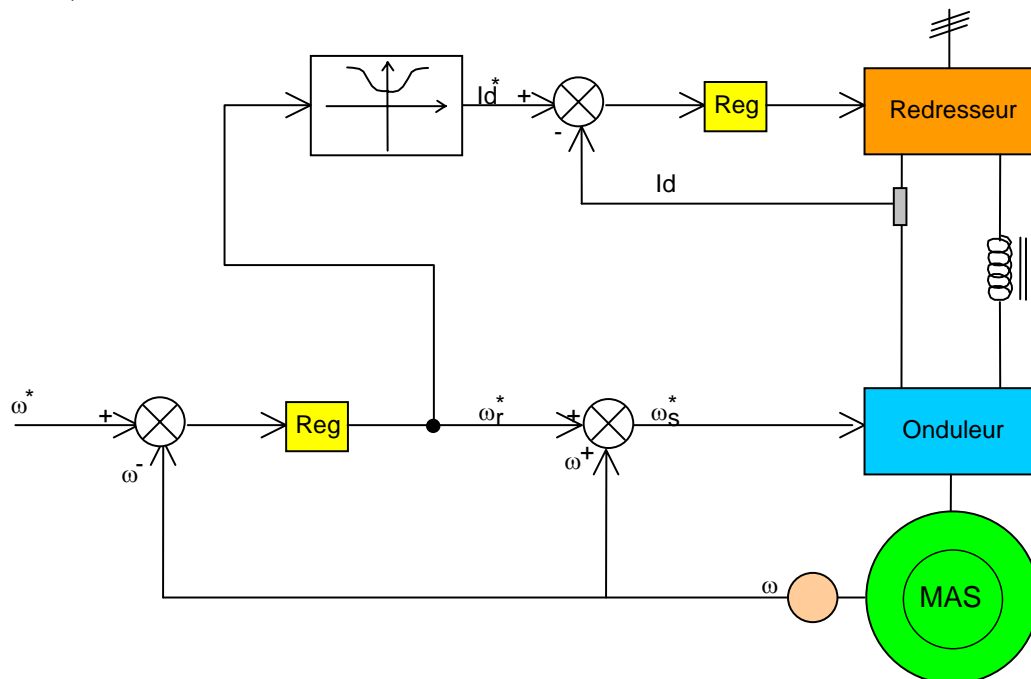 Id* + Reg Redresseur
-
Id
ω* + Reg ωr* + ωs* Onduleur
ω- ω+
ω MAS